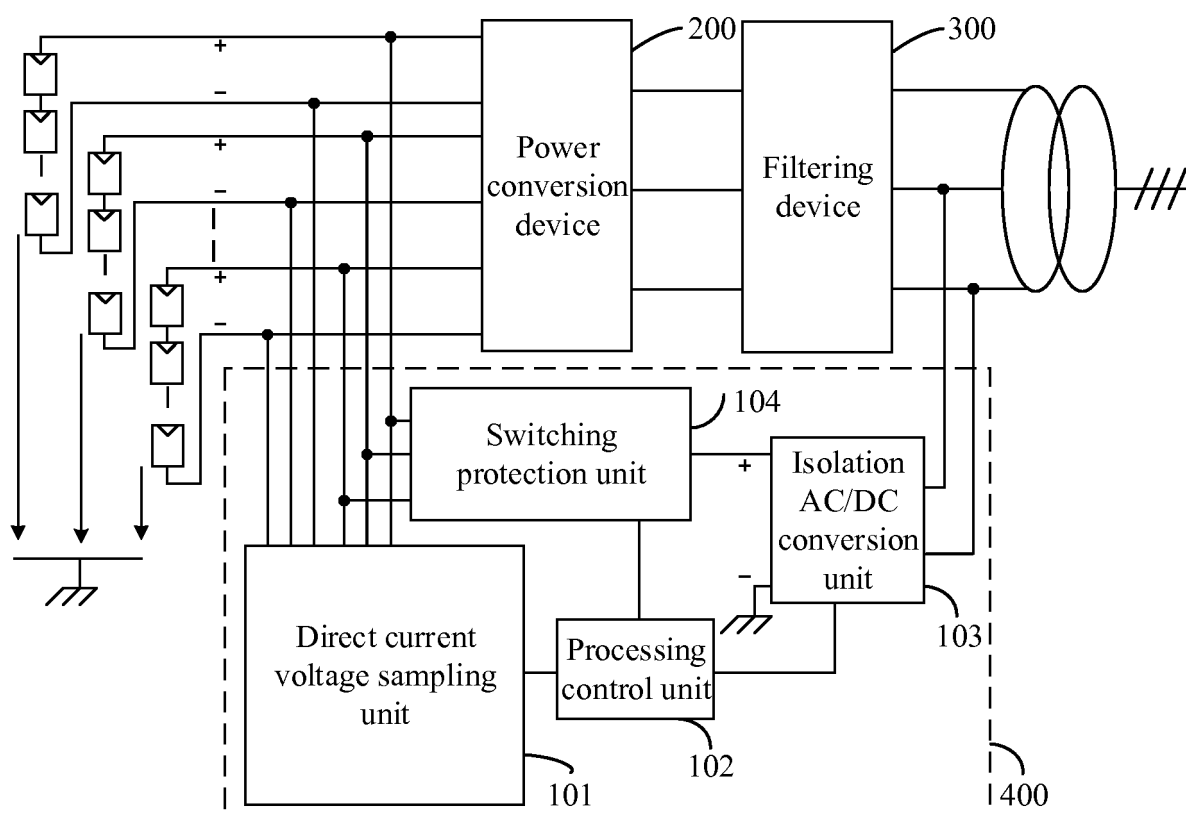 200
300
+
−
+
−
+
−
Power
conversion
device
Filtering
device
104
Switching
protection unit
+
−
Isolation
AC/DC
conversion
unit
103
Direct current
voltage sampling
unit
Processing
control unit
102
101
400